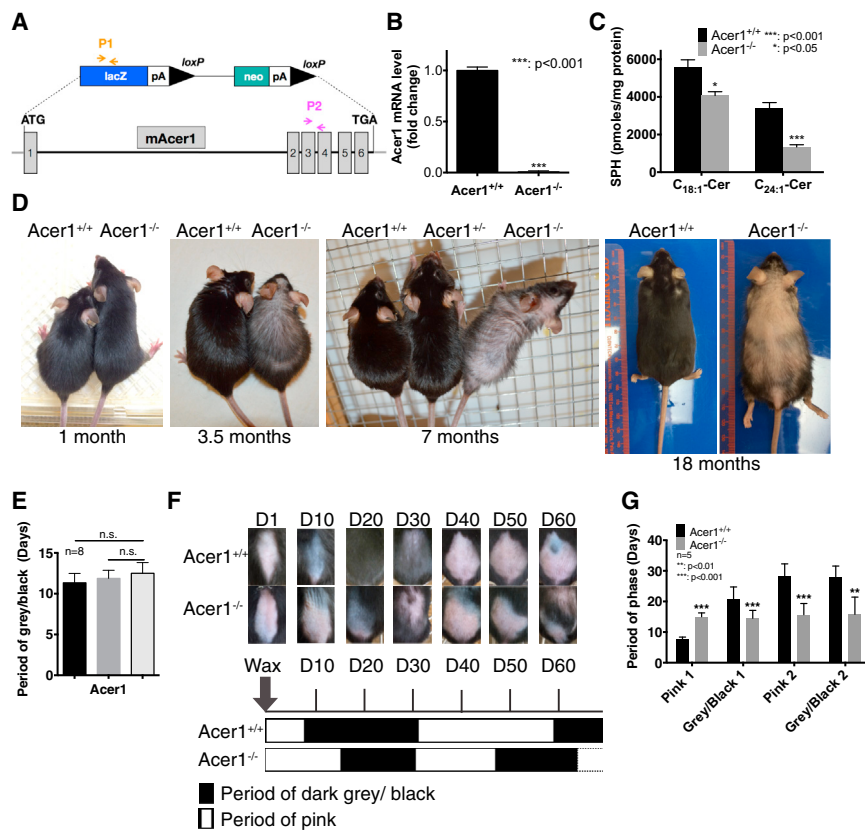 A
P1
loxP
loxP
lacZ
pA
neo
pA
P2
ATG
TGA
mAcer1
1
2
3
4
5
6
B
Acer1 mRNA level
(fold change)
1.0
0.5
0.0
***: p<0.001
***
Acer1+/+
Acer1-/-
C
Acer1+/+
Acer1-/-
***: p<0.001
*: p<0.05
SPH (pmoles/mg protein)
6000
4000
2000
0
*
***
C18:1-Cer
C24:1-Cer
D
Acer1+/+ Acer1-/-
1 month
Acer1+/+ Acer1-/-
3.5 months
Acer1+/+ Acer1+/- Acer1-/-
7 months
Acer1+/+ Acer1-/-
18 months
E
Period of grey/black (Days)
15
10
5
0
n.s.
n=8
n.s.
Acer1
F
D1 D10 D20 D30 D40 D50 D60
Acer1+/+
Acer1-/-
Wax D10 D20 D30 D40 D50 D60
Acer1+/+
Acer1-/-
Period of dark grey/ black
Period of pink
G
Acer1+/+
Acer1-/-
n=5
**: p<0.01
***: p<0.001
Period of phase (Days)
40
30
20
10
0
***
***
***
**
Pink 1
Grey/Black 1
Pink 2
Grey/Black 2